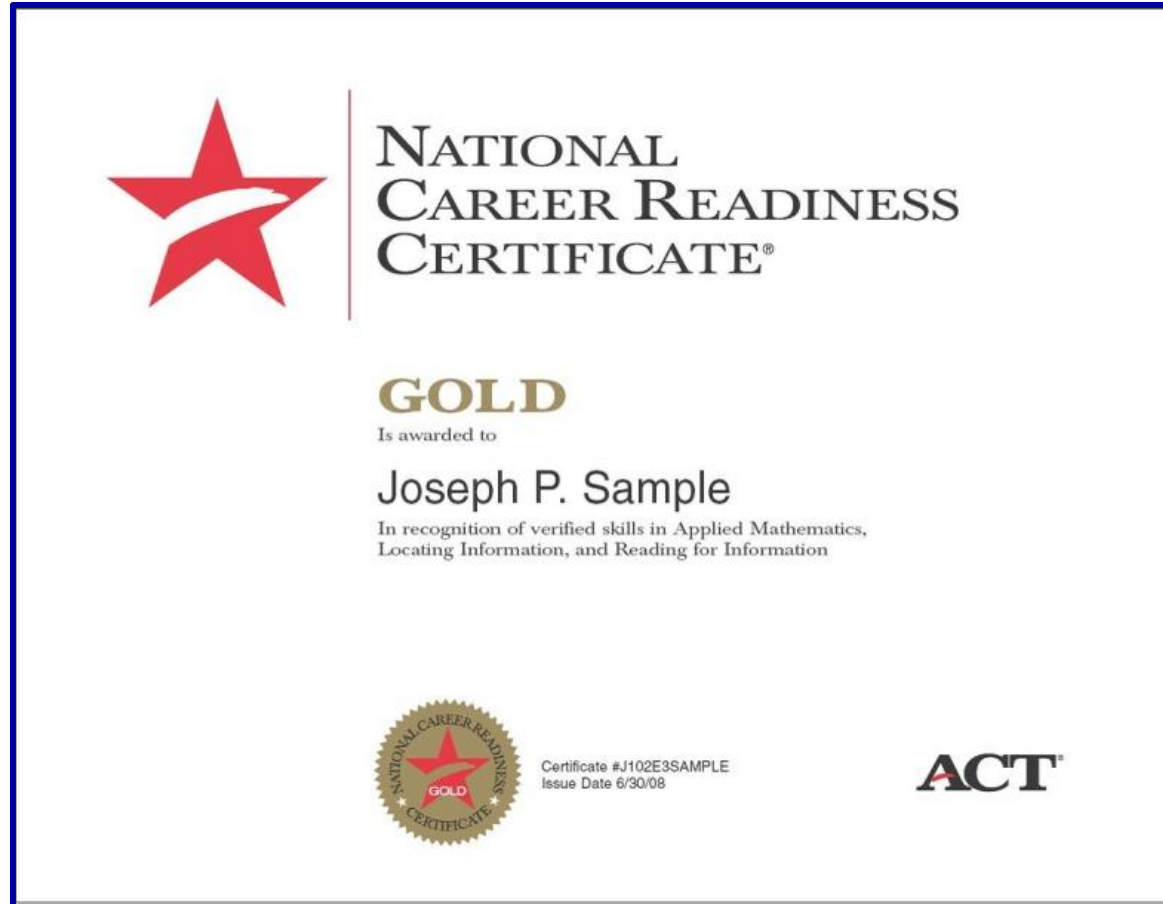 NATIONAL
CAREER READINESS
CERTIFICATE®
GOLD
Is awarded to
Joseph P. Sample
In recognition of verified skills in Applied Mathematics,
Locating Information, and Reading for Information
NATIONAL CAREER READINESS
GOLD
CERTIFICATE
Certificate #J102E3SAMPLE
Issue Date 6/30/08
ACT®